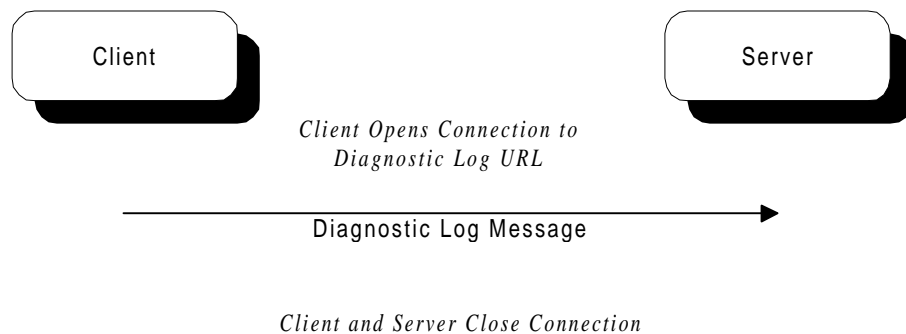 Client
Server
Client Opens Connection to
Diagnostic Log URL
Diagnostic Log Message
Client and Server Close Connection